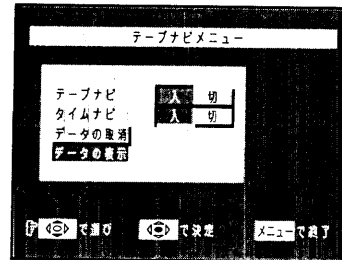 テープナビメニュー
テープナビ 入 切
タイムナビ 入 切
データの取消
データの表示
で選び で決定 メニューで終了